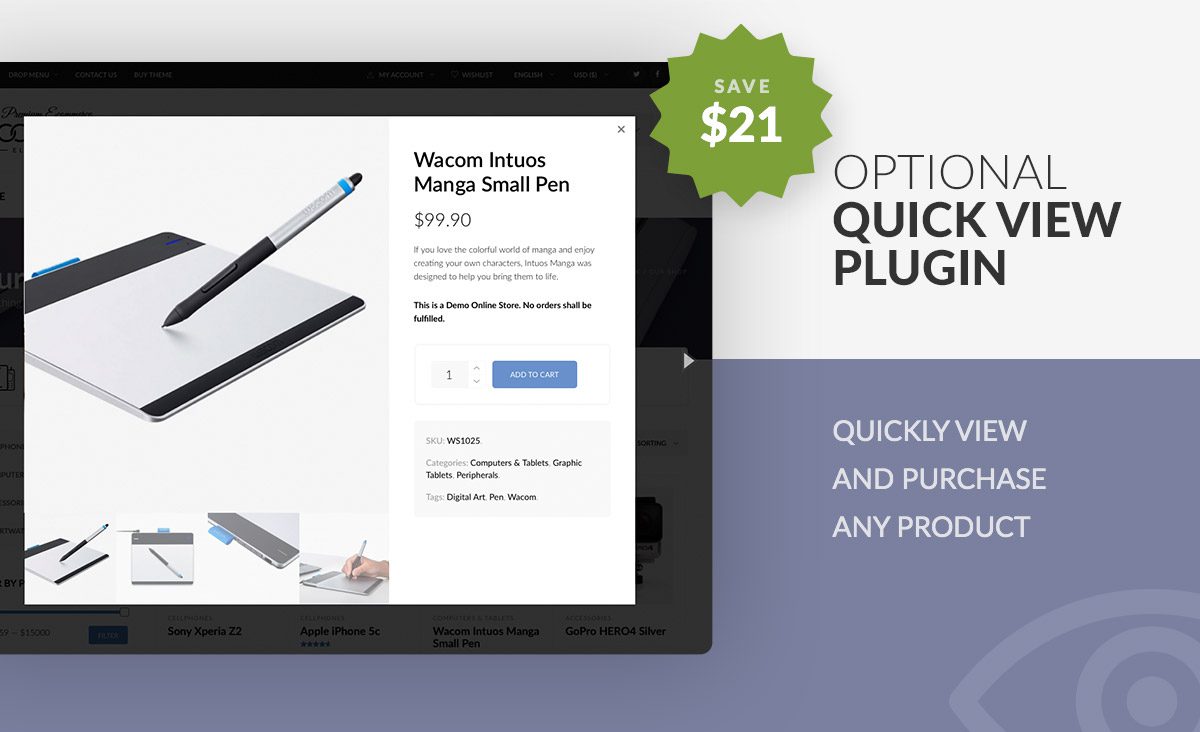 DROP MENU
CONTACT US
BUY THEME
MY ACCOUNT
WISHLIST
ENGLISH
USD ($)
Premium Ecommerce
SAVE
$21
OPTIONAL
QUICK VIEW
PLUGIN
Wacom Intuos
Manga Small Pen
$99.90
If you love the colorful world of manga and enjoy
creating your own characters, Intuos Manga was
designed to help you bring them to life.
This is a Demo Online Store. No orders shall be
fulfilled.
1
ADD TO CART
SKU: WS1025.
Categories: Computers & Tablets, Graphic
Tablets, Peripherals.
Tags: Digital Art, Pen, Wacom.
SORTING
QUICKLY VIEW
AND PURCHASE
ANY PRODUCT
59 — $15000
FILTER
CELLPHONES
Sony Xperia Z2
CELLPHONES
Apple iPhone 5c
COMPUTERS & TABLETS
Wacom Intuos Manga
Small Pen
ACCESSORIES
GoPro HERO4 Silver